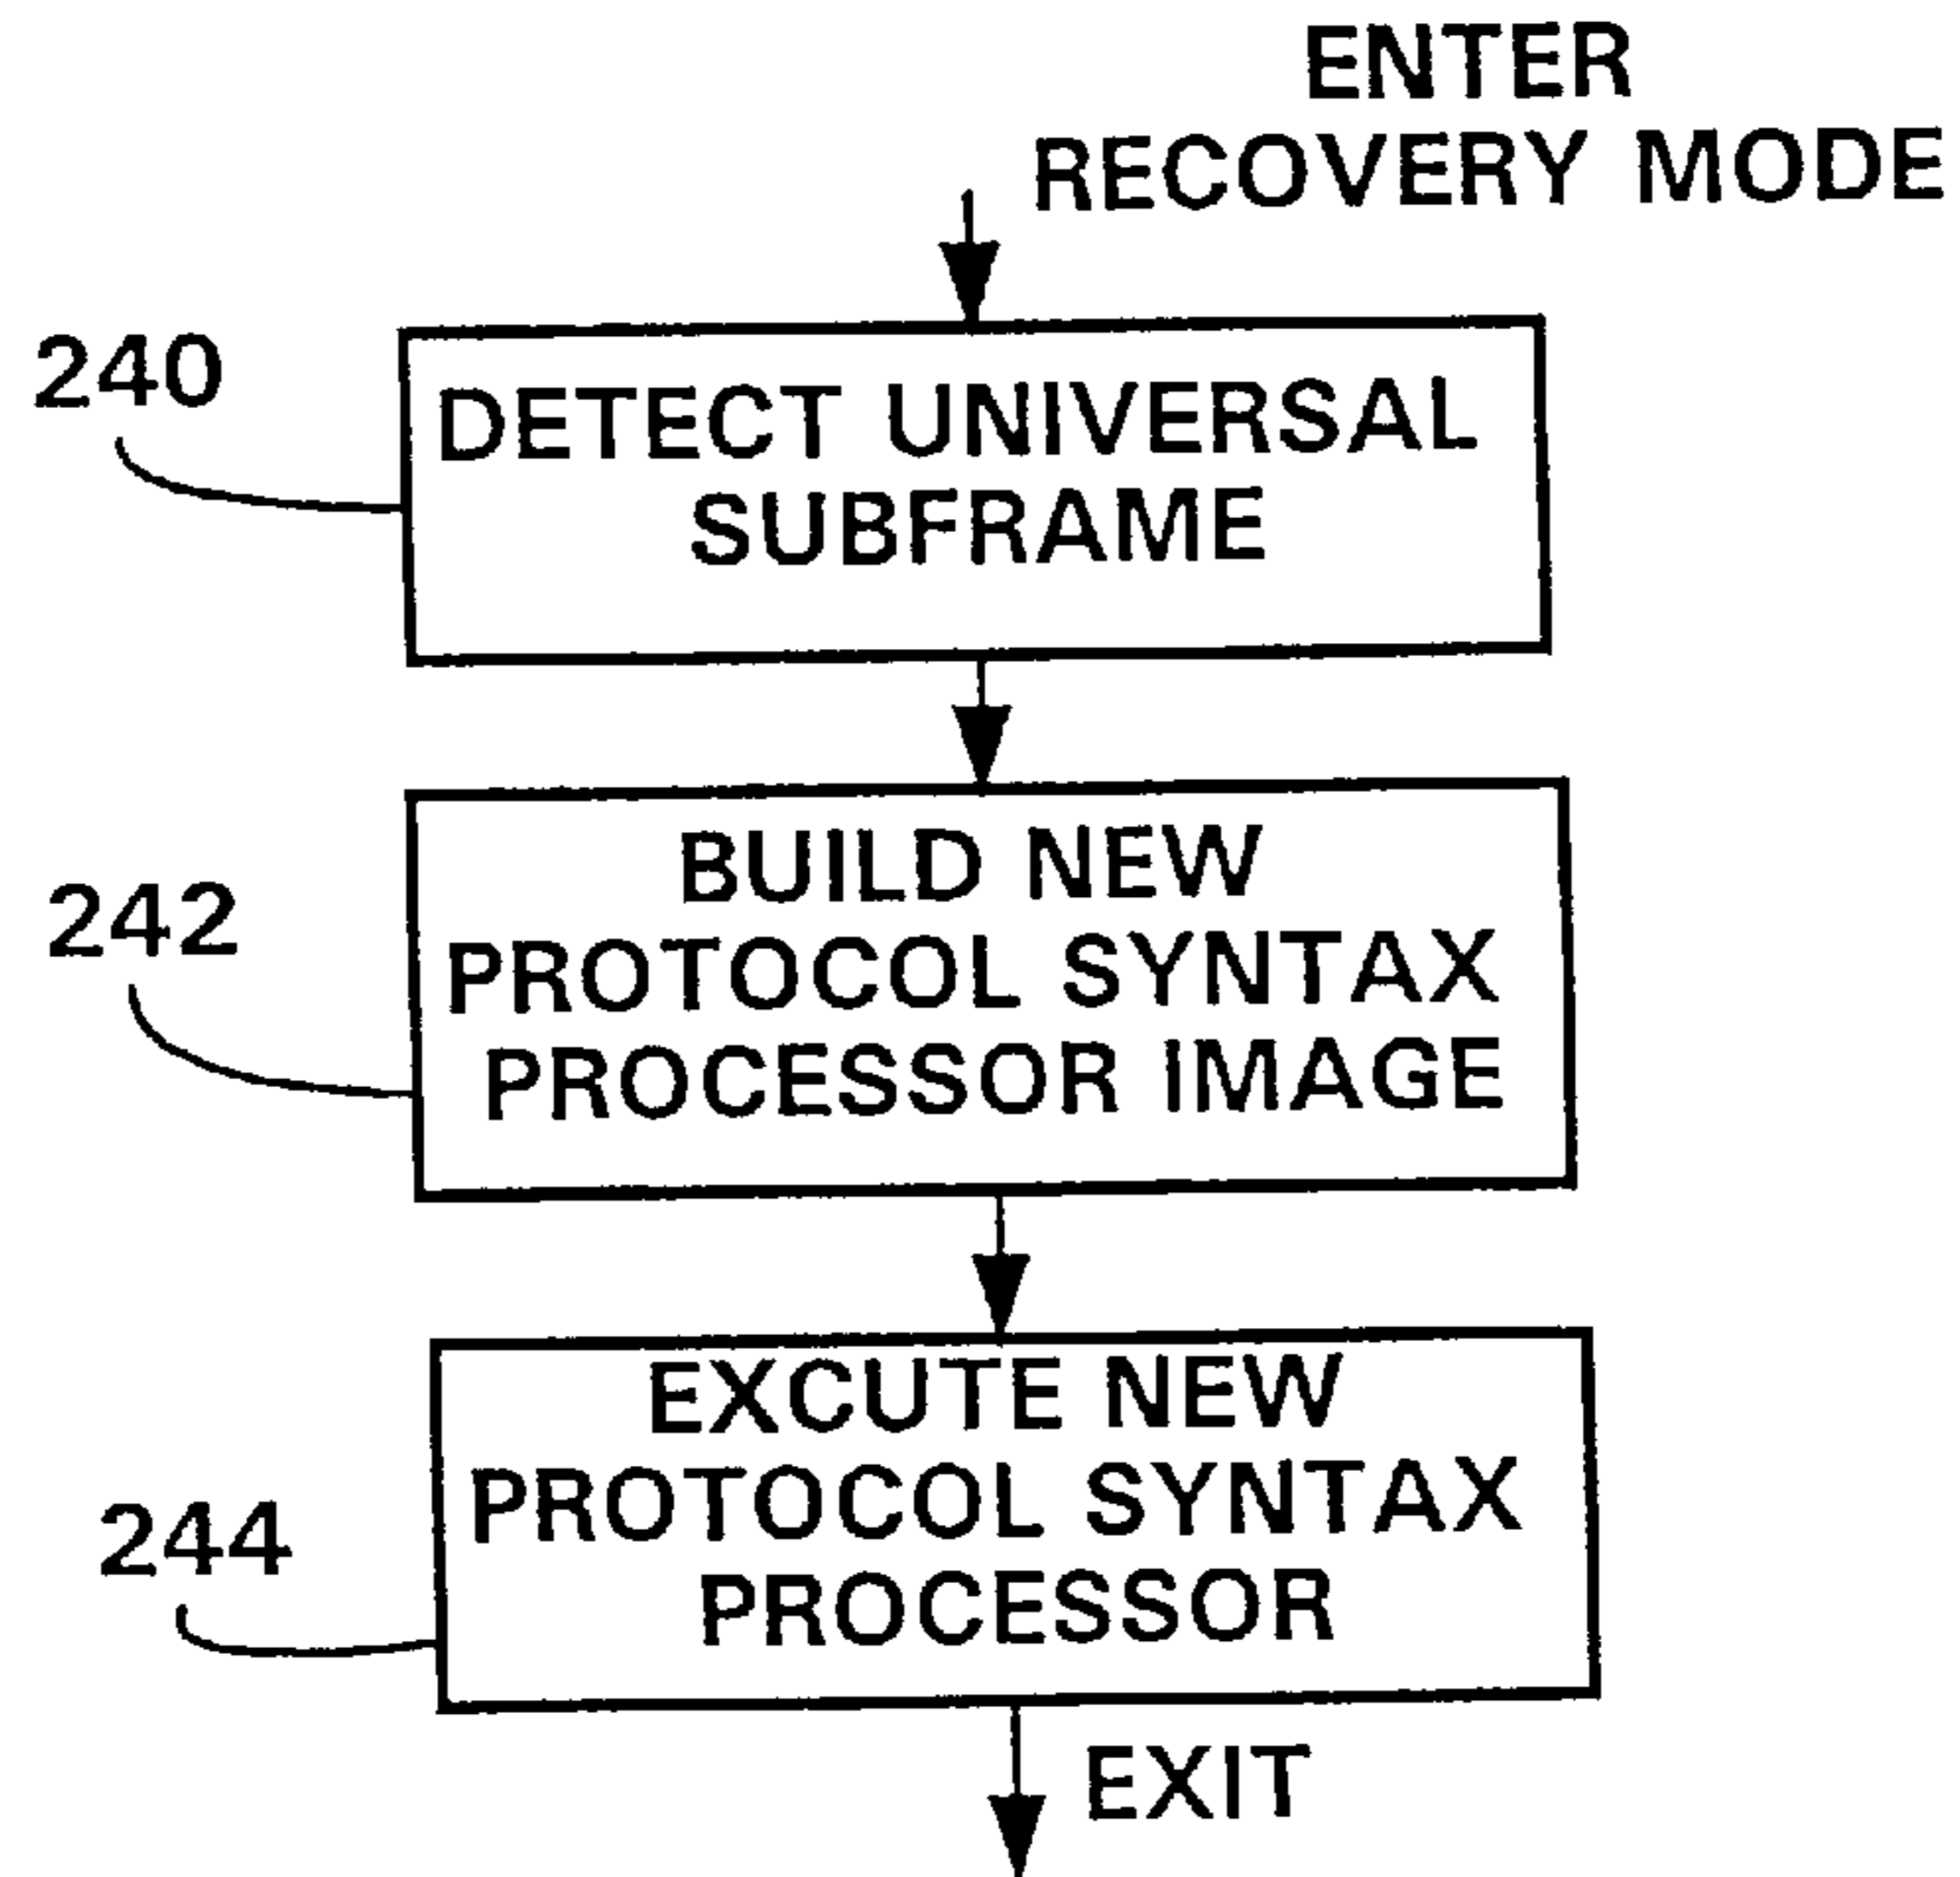 ENTER
RECOVERY MODE
240
DETECT UNIVERSAL
SUBFRAME
242
BUILD NEW
PROTOCOL SYNTAX
PROCESSOR IMAGE
244
EXCUTE NEW
PROTOCOL SYNTAX
PROCESSOR
EXIT